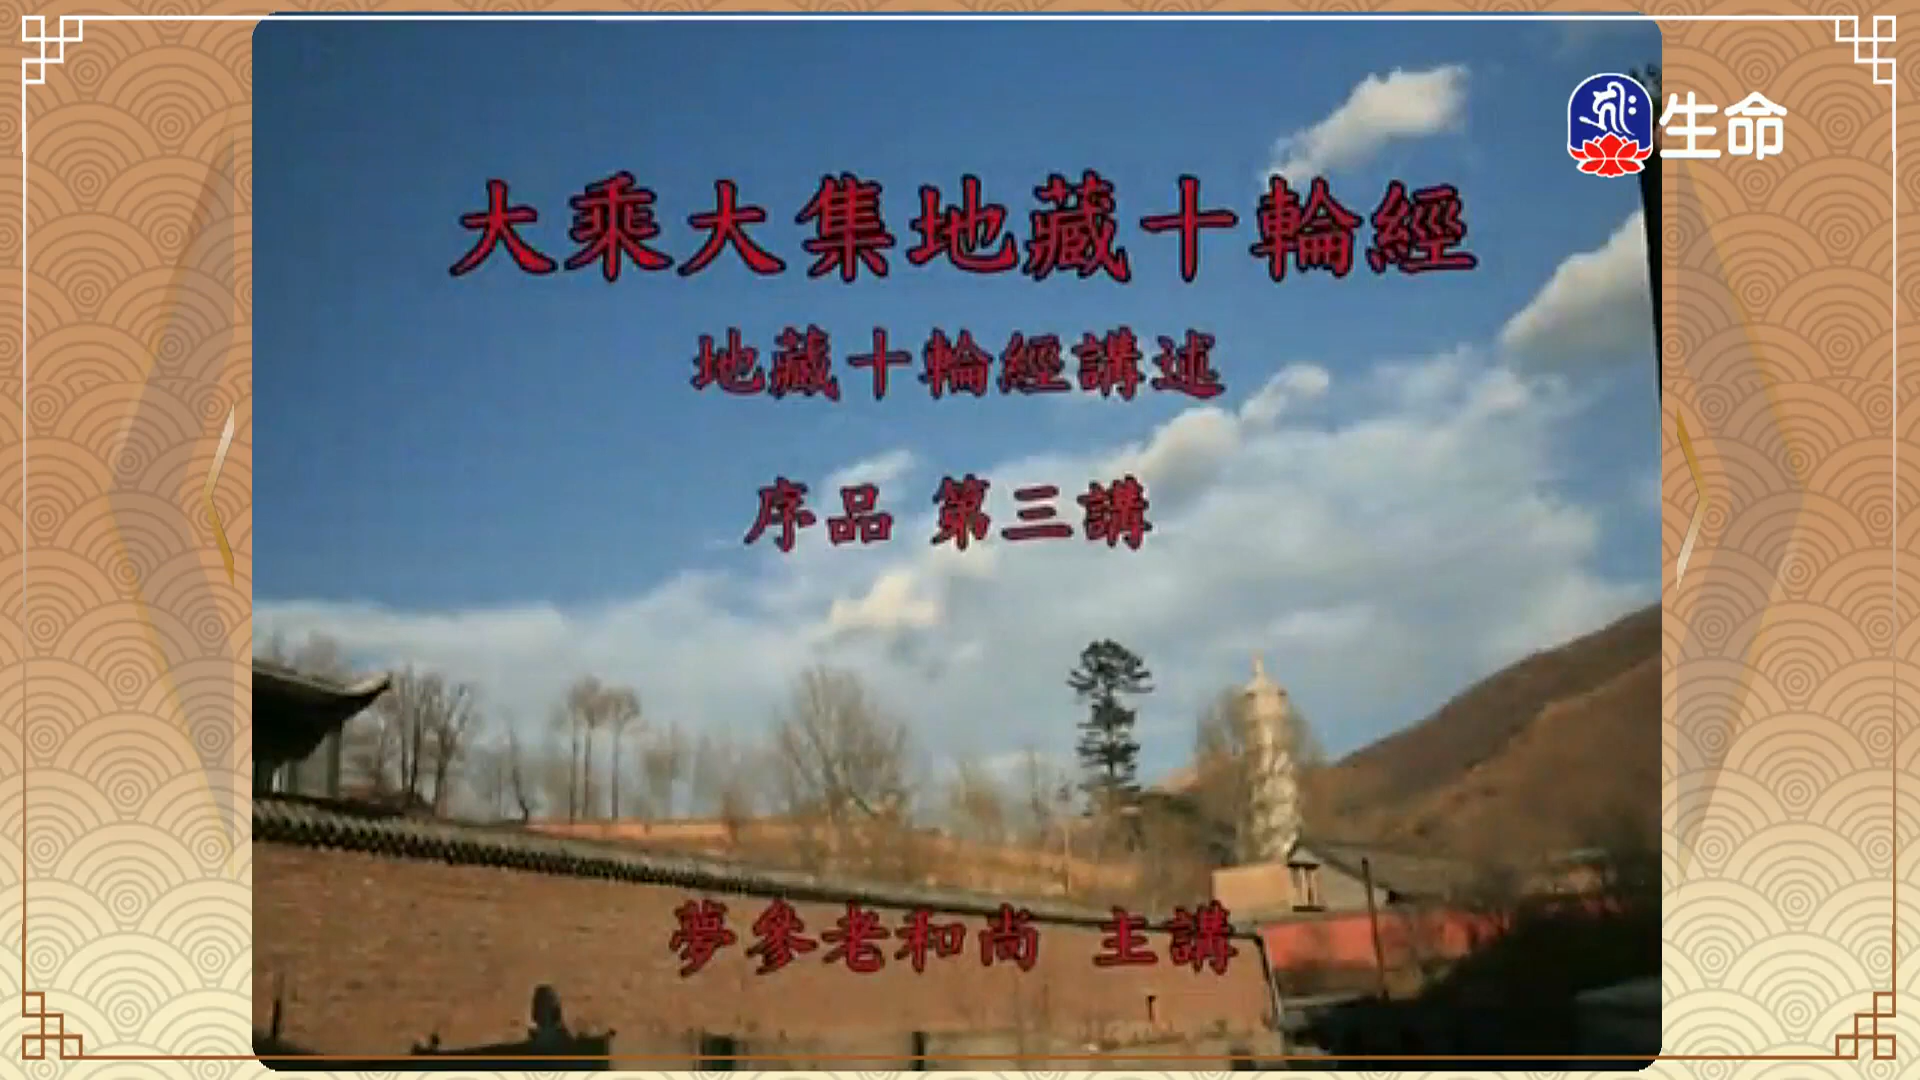 生命
大乘大集地藏十輪經
地藏十輪經講述
序品 第三講
夢參老和尚 主講